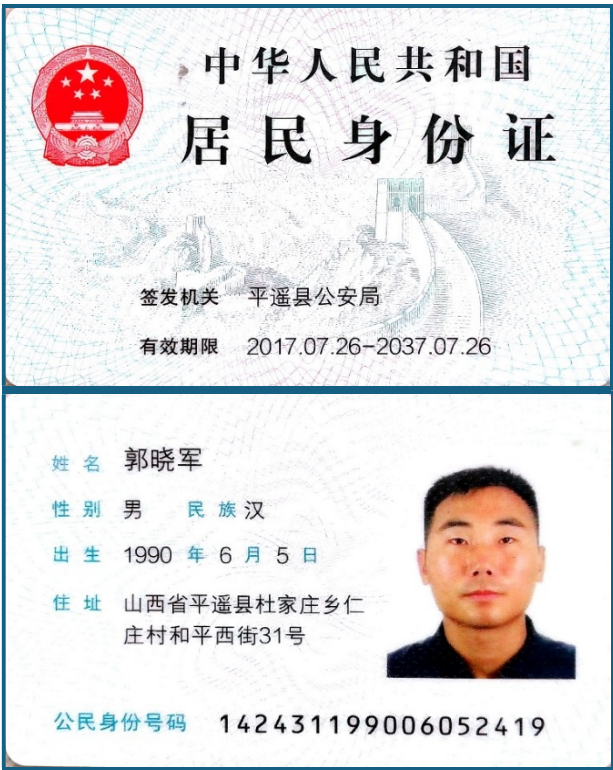 中华人民共和国
居民身份证
签发机关 平遥县公安局
有效期限 2017.07.26-2037.07.26
姓名 郭晓军
性别 男 民族 汉
出生 1990 年 6 月 5 日
住址 山西省平遥县杜家庄乡仁
庄村和平西街31号
公民身份号码 142431199006052419